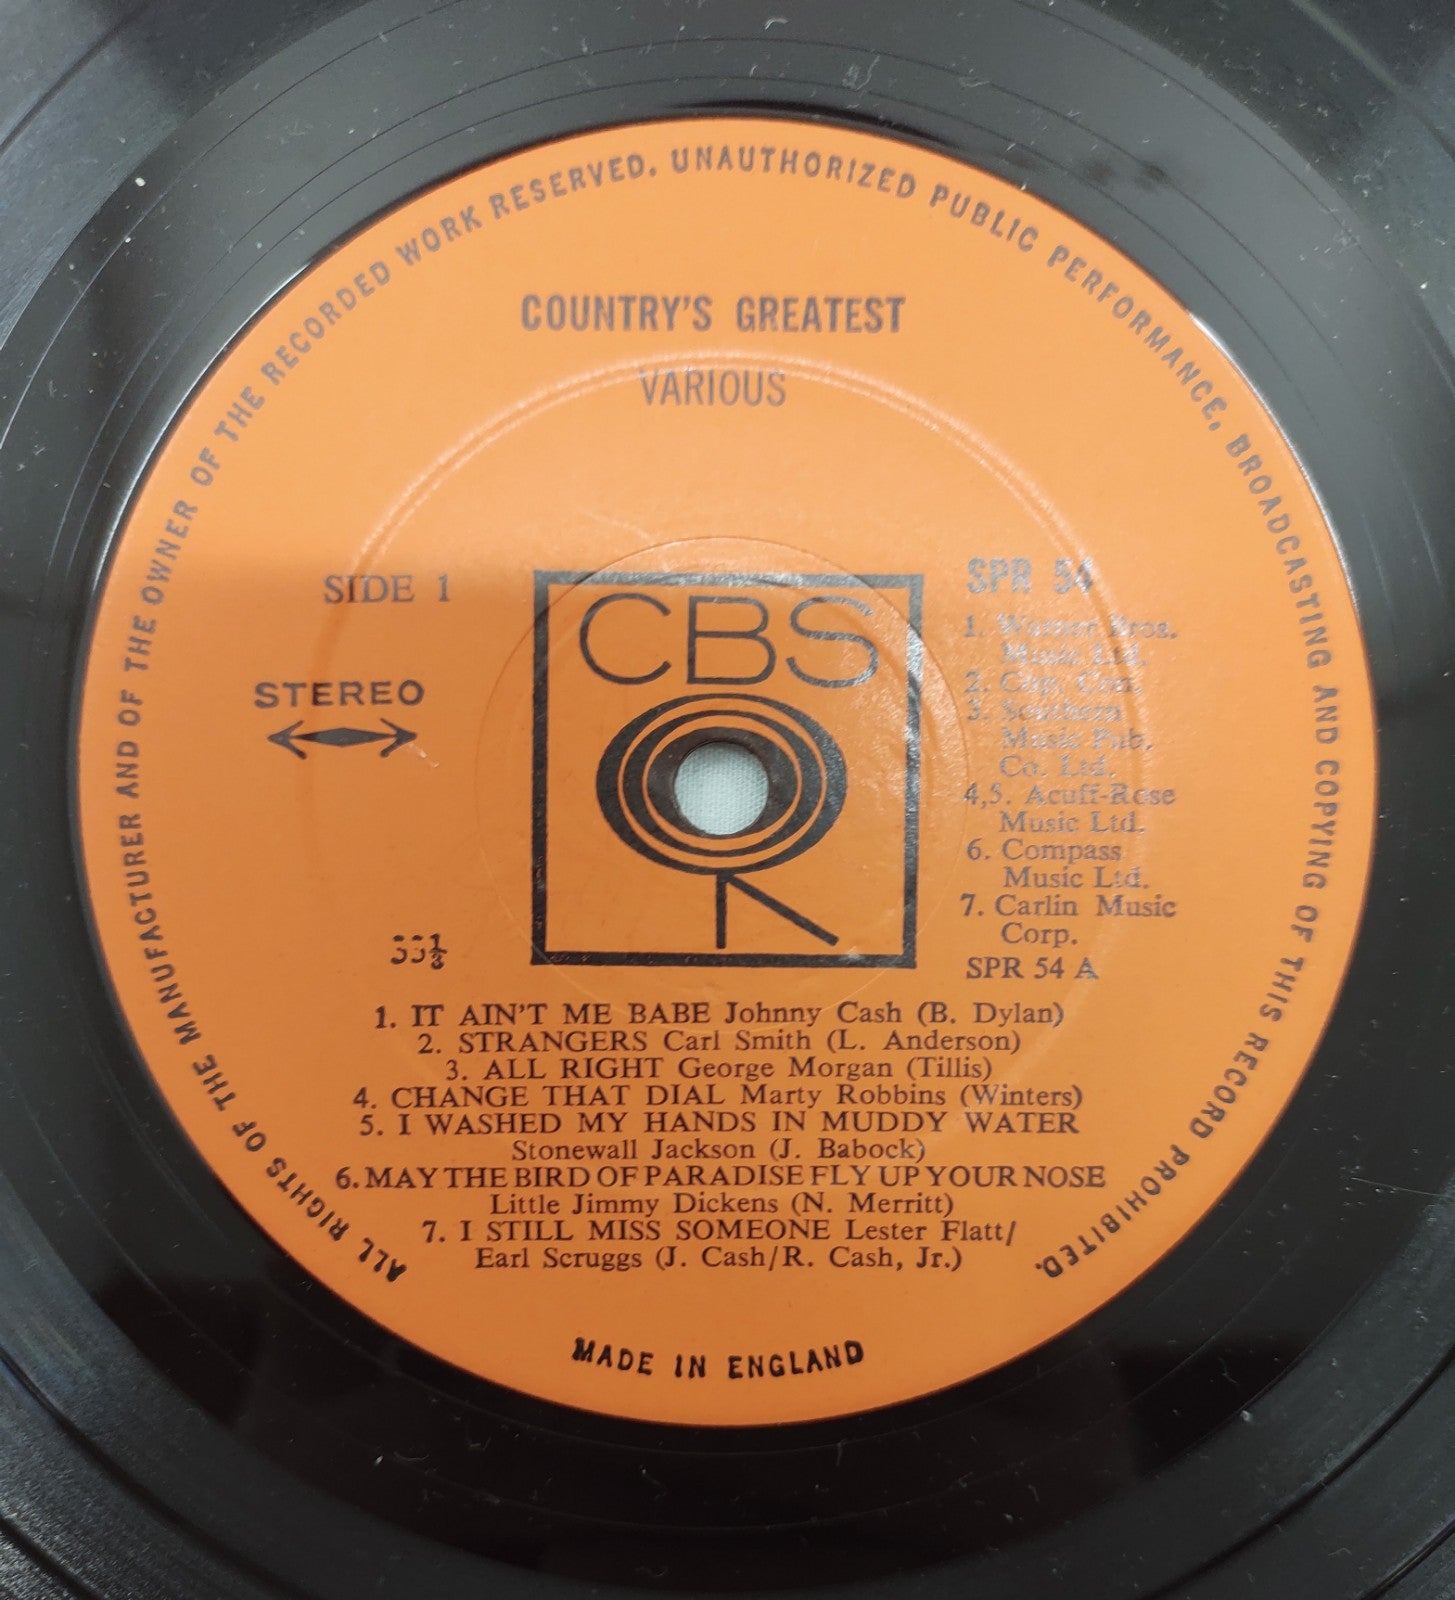 ALL RIGHTS OF THE MANUFACTURER AND OF THE OWNER OF THE RECORDED WORK RESERVED. UNAUTHORIZED PUBLIC PERFORMANCE, BROADCASTING AND COPYING OF THIS RECORD PROHIBITED.
COUNTRY'S GREATEST
VARIOUS
SIDE 1
STEREO
33⅓
CBS
SPR 54
1. Warner Bros.
Music Ltd.
2. Cop. Con.
3. Southern
Music Pub.
Co. Ltd.
4,5. Acuff-Rose
Music Ltd.
6. Compass
Music Ltd.
7. Carlin Music
Corp.
SPR 54 A
1. IT AIN'T ME BABE Johnny Cash (B. Dylan)
2. STRANGERS Carl Smith (L. Anderson)
3. ALL RIGHT George Morgan (Tillis)
4. CHANGE THAT DIAL Marty Robbins (Winters)
5. I WASHED MY HANDS IN MUDDY WATER
Stonewall Jackson (J. Babock)
6. MAY THE BIRD OF PARADISE FLY UP YOUR NOSE
Little Jimmy Dickens (N. Merritt)
7. I STILL MISS SOMEONE Lester Flatt/
Earl Scruggs (J. Cash/R. Cash, Jr.)
MADE IN ENGLAND